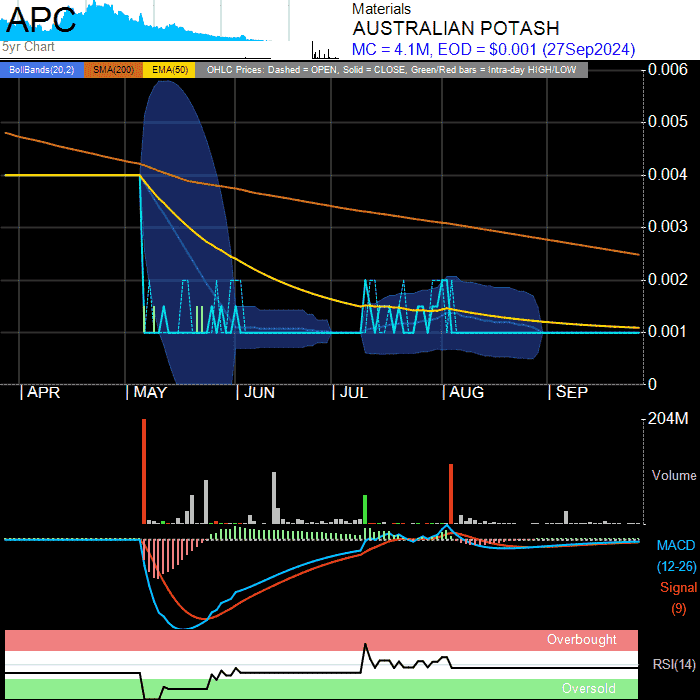 APC
5yr Chart
Materials
AUSTRALIAN POTASH
MC = 4.1M, EOD = $0.001 (27Sep2024)
BollBands(20,2) SMA(200) EMA(50) OHLC Prices: Dashed = OPEN, Solid = CLOSE, Green/Red bars = Intra-day HIGH/LOW
0.006
0.005
0.004
0.003
0.002
0.001
0
APR MAY JUN JUL AUG SEP
204M
Volume
MACD
(12-26)
Signal
(9)
Overbought
RSI(14)
Oversold